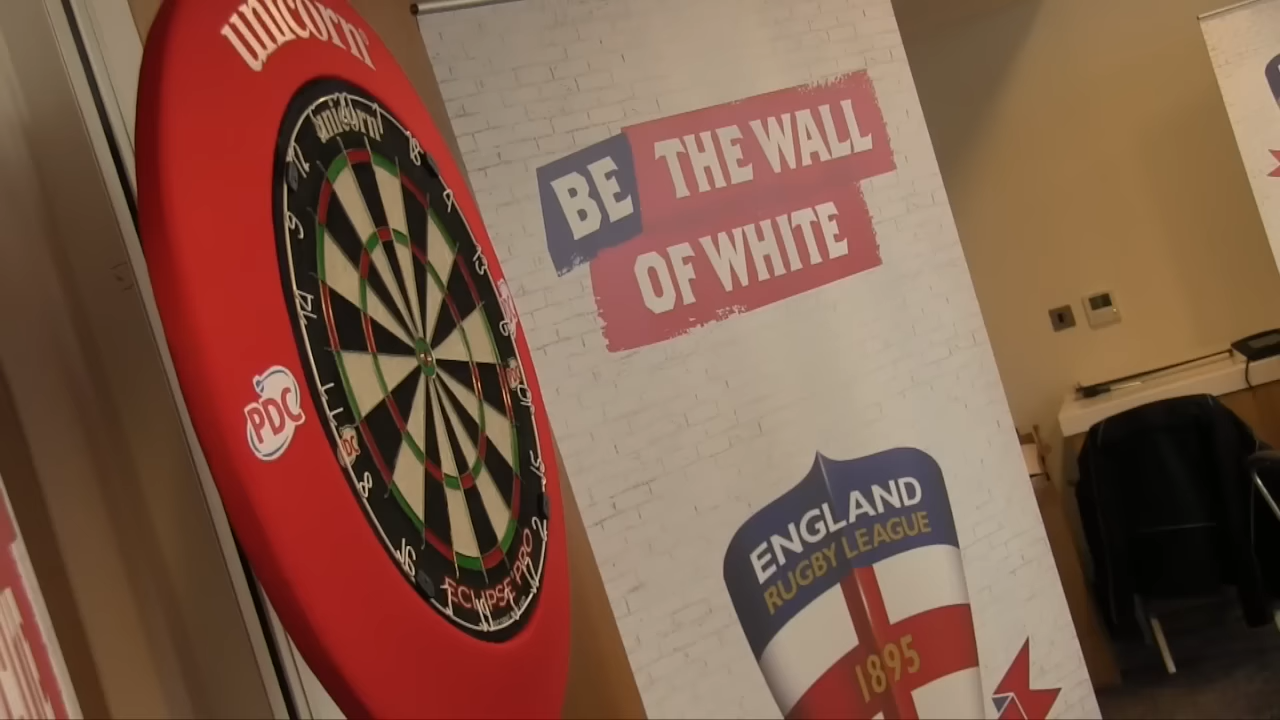 unicorn
unicorn
PDC
ECLIPSE PRO
BE THE WALL
OF WHITE
ENGLAND
RUGBY LEAGUE
1895